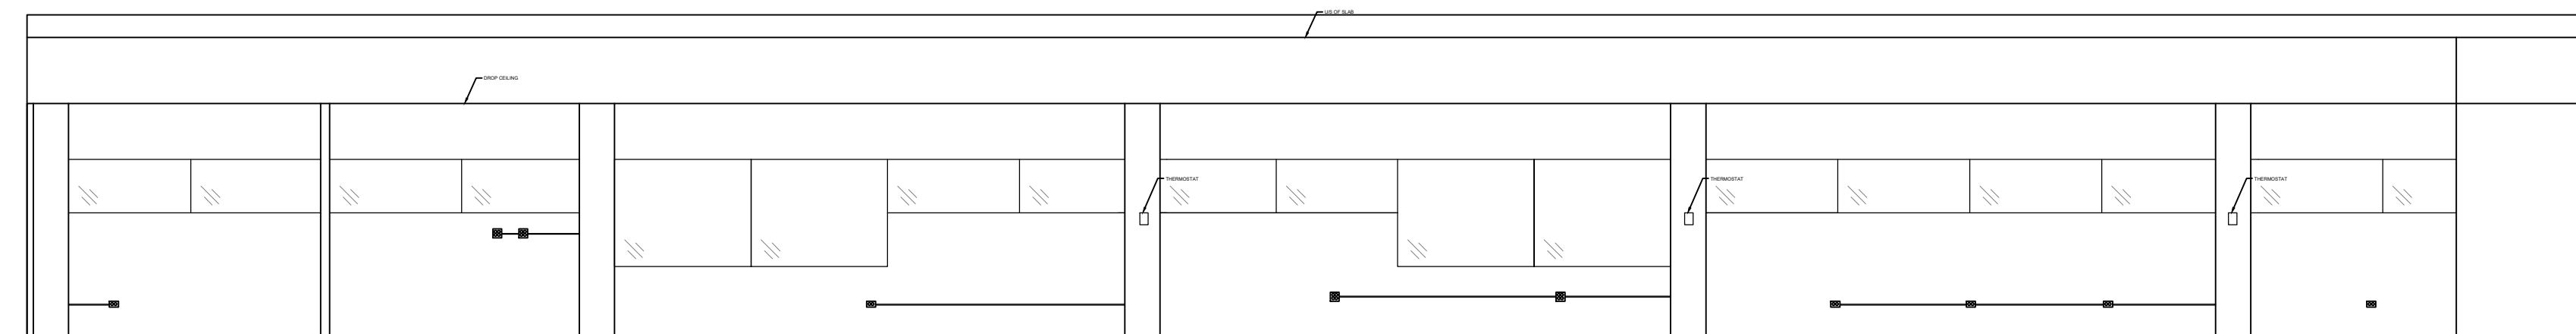 U/S OF SLAB
DROP CEILING
THERMOSTAT
THERMOSTAT
THERMOSTAT